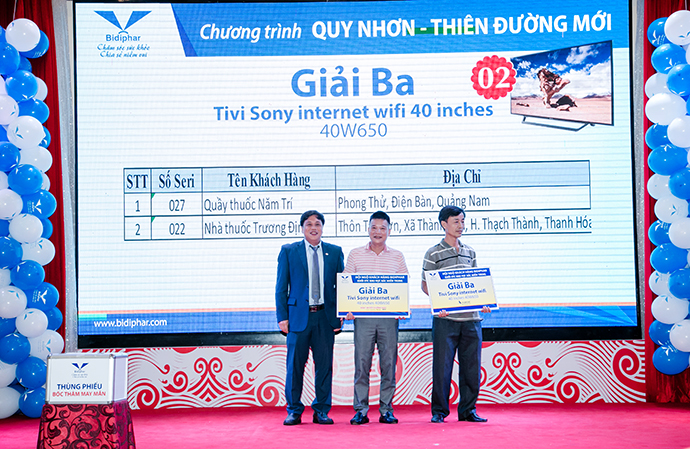 Bidiphar
Chăm sóc sức khỏe
Chia sẻ niềm vui
Chương trình QUY NHƠN - THIÊN ĐƯỜNG MỚI
Giải Ba
02
Tivi Sony internet wifi 40 inches
40W650
STT Số Seri Tên Khách Hàng Địa Chỉ
1 027 Quầy thuốc Năm Trí Phong Thử, Điện Bàn, Quảng Nam
2 022 Nhà thuốc Trương Đìn Thôn Sơn, Xã Thành H. Thạch Thành, Thanh Hóa
www.bidiphar.com
Giải Ba
Tivi Sony internet wifi
Giải Ba
Tivi Sony internet wifi
THÙNG PHIẾU
BỐC THĂM MAY MẮN